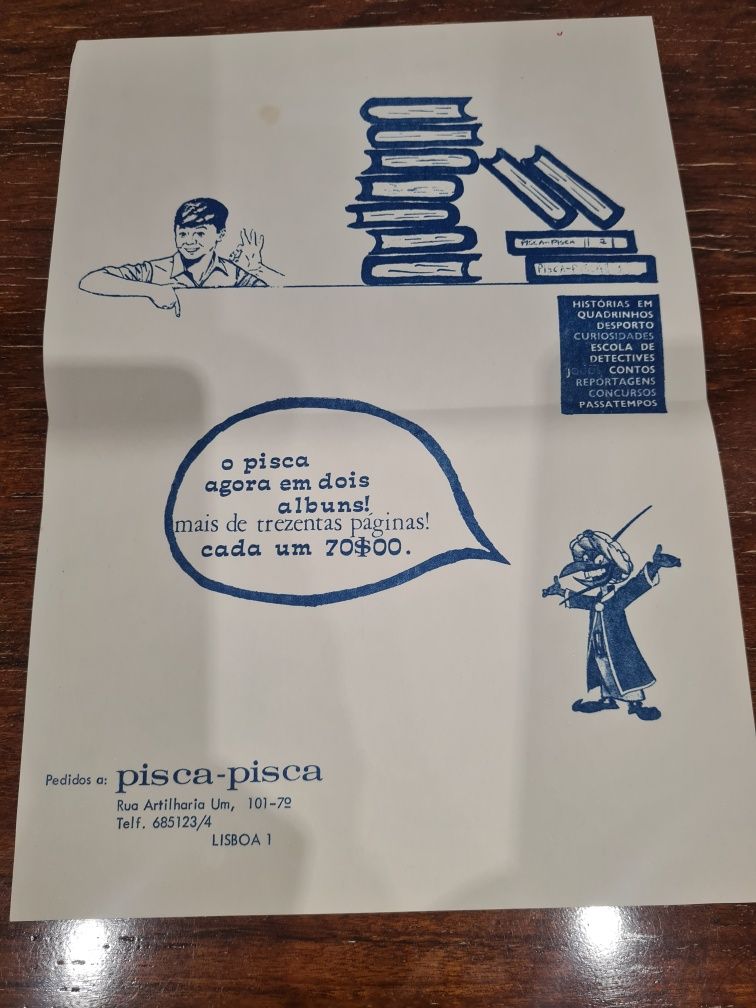 PISCA-PISCA 2
PISCA-P
HISTÓRIAS EM
QUADRINHOS
DESPORTO
CURIOSIDADES
ESCOLA DE
DETECTIVES
CONTOS
REPORTAGENS
CONCURSOS
PASSATEMPOS
o pisca
agora em dois
albuns!
mais de trezentas páginas!
cada um 70$00.
Pedidos a: pisca-pisca
Rua Artilharia Um, 101-7º
Telf. 685123/4
LISBOA 1